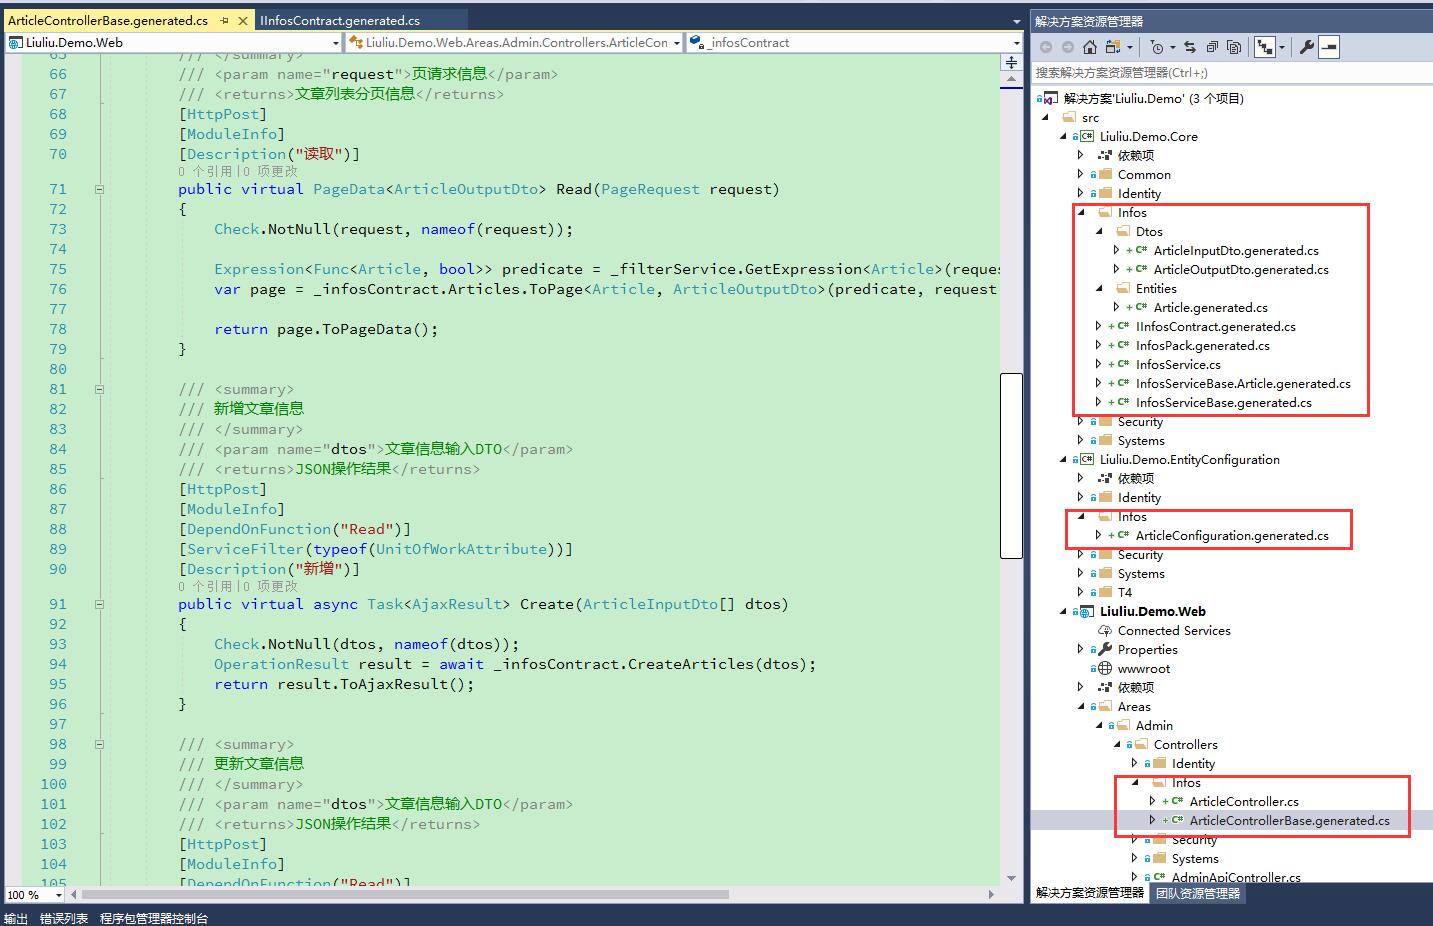 ArticleControllerBase.generated.cs
IInfosContract.generated.cs
Liuliu.Demo.Web
Liuliu.Demo.Web.Areas.Admin.Controllers.ArticleCon
_infosContract
65 /// </summary>
66 /// <param name="request">页请求信息</param>
67 /// <returns>文章列表分页信息</returns>
68 [HttpPost]
69 [ModuleInfo]
70 [Description("读取")]
0 个引用|0 项更改
71 public virtual PageData<ArticleOutputDto> Read(PageRequest request)
72 {
73 Check.NotNull(request, nameof(request));
74
75 Expression<Func<Article, bool>> predicate = _filterService.GetExpression<Article>(reque
76 var page = _infosContract.Articles.ToPage<Article, ArticleOutputDto>(predicate, request
77
78 return page.ToPageData();
79 }
80
81 /// <summary>
82 /// 新增文章信息
83 /// </summary>
84 /// <param name="dtos">文章信息输入DTO</param>
85 /// <returns>JSON操作结果</returns>
86 [HttpPost]
87 [ModuleInfo]
88 [DependOnFunction("Read")]
89 [ServiceFilter(typeof(UnitOfWorkAttribute))]
90 [Description("新增")]
0 个引用|0 项更改
91 public virtual async Task<AjaxResult> Create(ArticleInputDto[] dtos)
92 {
93 Check.NotNull(dtos, nameof(dtos));
94 OperationResult result = await _infosContract.CreateArticles(dtos);
95 return result.ToAjaxResult();
96 }
97
98 /// <summary>
99 /// 更新文章信息
100 /// </summary>
101 /// <param name="dtos">文章信息输入DTO</param>
102 /// <returns>JSON操作结果</returns>
103 [HttpPost]
104 [ModuleInfo]
105 [DependOnFunction("Read")]
100 %
输出 错误列表 程序包管理器控制台
解决方案资源管理器
搜索解决方案资源管理器(Ctrl+;)
解决方案'Liuliu.Demo' (3 个项目)
src
Liuliu.Demo.Core
依赖项
Common
Identity
Infos
Dtos
ArticleInputDto.generated.cs
ArticleOutputDto.generated.cs
Entities
Article.generated.cs
IInfosContract.generated.cs
InfosPack.generated.cs
InfosService.cs
InfosServiceBase.Article.generated.cs
InfosServiceBase.generated.cs
Security
Systems
Liuliu.Demo.EntityConfiguration
依赖项
Identity
Infos
ArticleConfiguration.generated.cs
Security
Systems
T4
Liuliu.Demo.Web
Connected Services
Properties
wwwroot
依赖项
Areas
Admin
Controllers
Identity
Infos
ArticleController.cs
ArticleControllerBase.generated.cs
Security
Systems
AdminApiController.cs
解决方案资源管理器 团队资源管理器